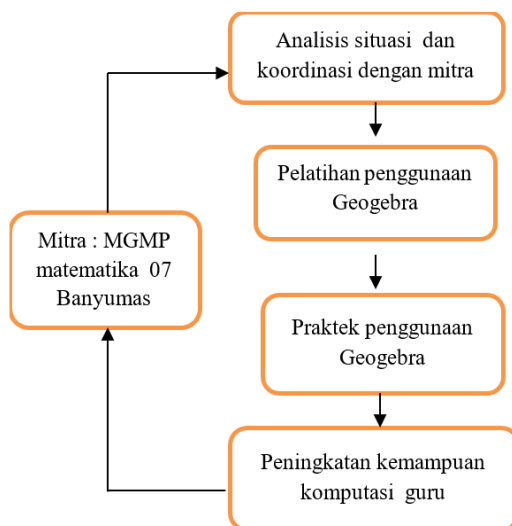 Analisis situasi dan
koordinasi dengan mitra
Pelatihan penggunaan
Geogebra
Mitra : MGMP
matematika 07
Banyumas
Praktek penggunaan
Geogebra
Peningkatan kemampuan
komputasi guru